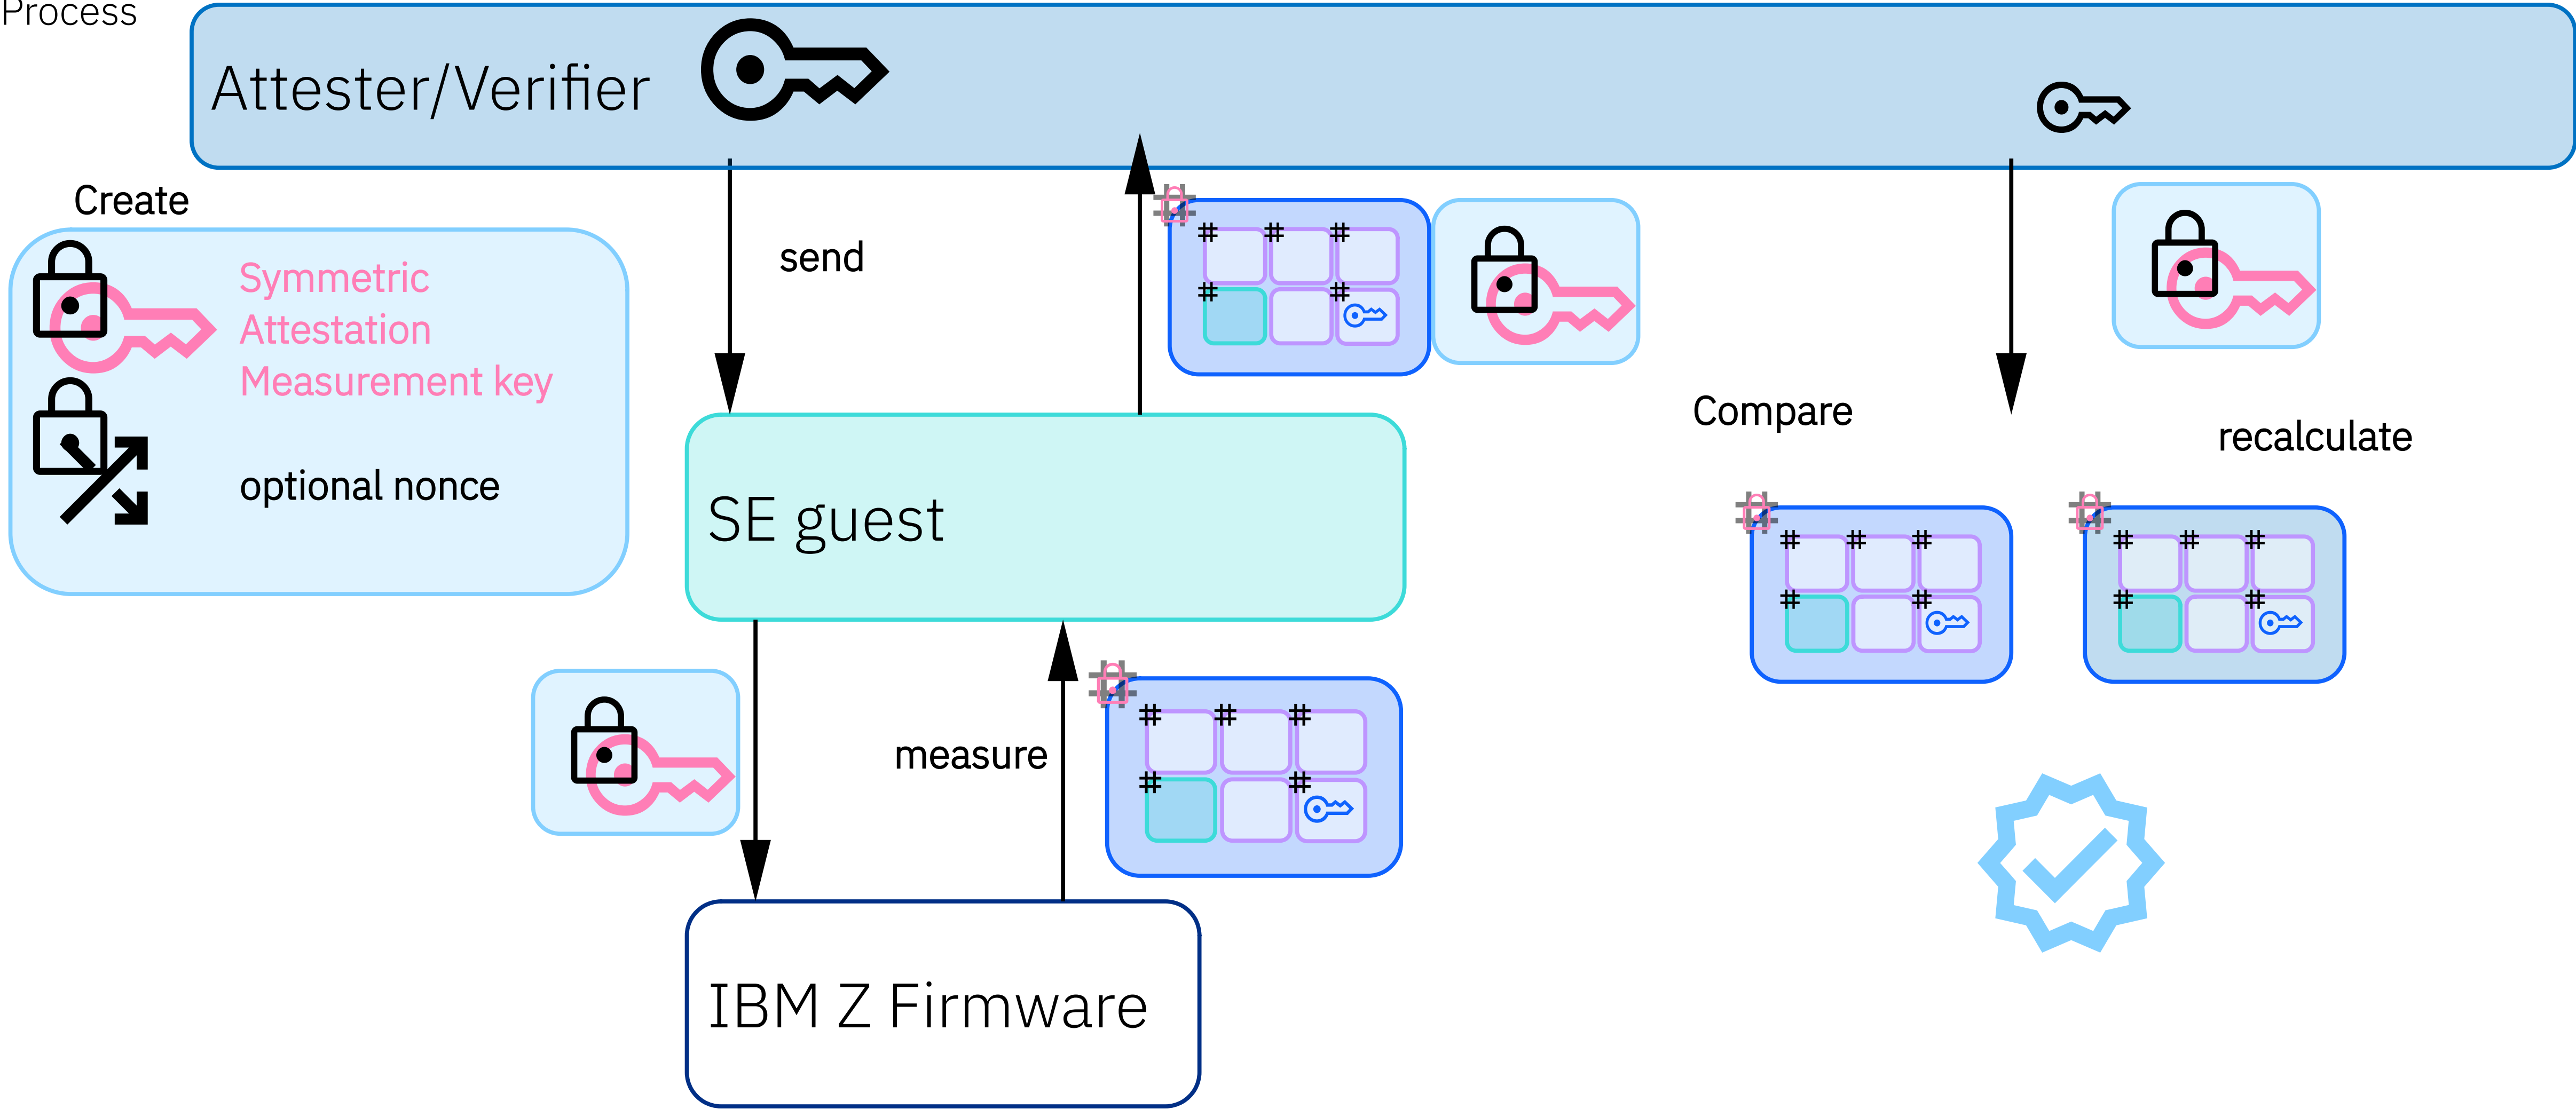 Process
Attester/Verifier
Create
Symmetric
Attestation
Measurement key
optional nonce
send
SE guest
measure
IBM Z Firmware
Compare
recalculate